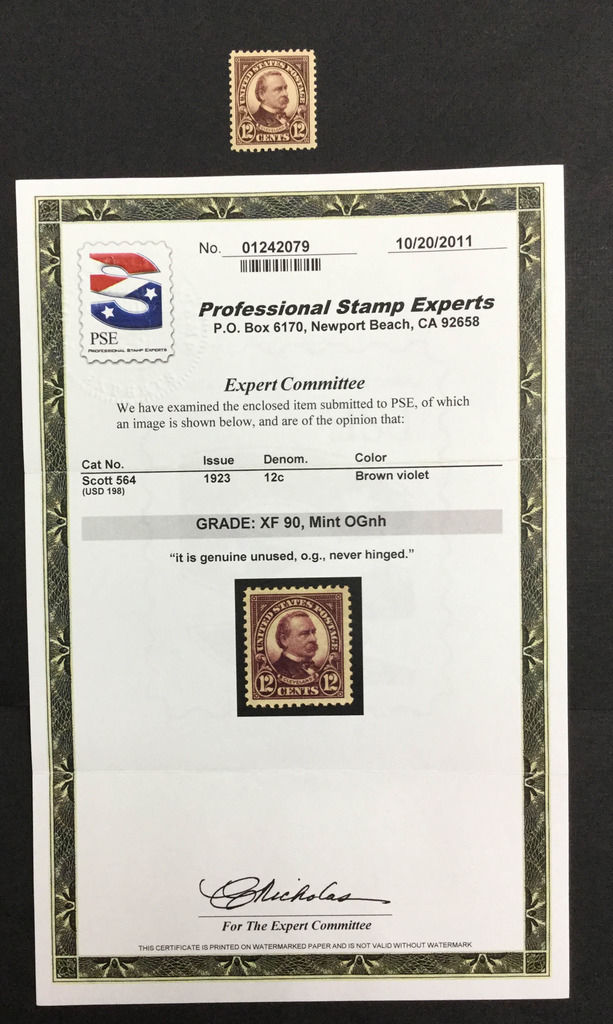 UNITED STATES POSTAGE
CLEVELAND
12 CENTS 12
No. 01242079
10/20/2011
PSE
PROFESSIONAL STAMP EXPERTS
Professional Stamp Experts
P.O. Box 6170, Newport Beach, CA 92658
Expert Committee
We have examined the enclosed item submitted to PSE, of which
an image is shown below, and are of the opinion that:
Cat No. Issue Denom. Color
Scott 564 1923 12c Brown violet
(USD 198)
GRADE: XF 90, Mint OGnh
“it is genuine unused, o.g., never hinged.”
UNITED STATES POSTAGE
CLEVELAND
12 CENTS 12
Nicholas
For The Expert Committee
THIS CERTIFICATE IS PRINTED ON WATERMARKED PAPER AND IS NOT VALID WITHOUT WATERMARK